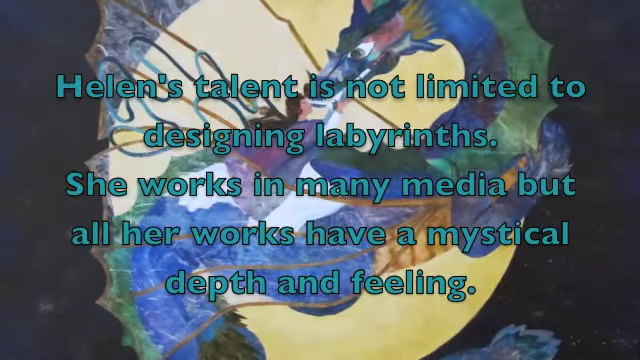 Helen's talent is not limited to
designing labyrinths.
She works in many media but
all her works have a mystical
depth and feeling.